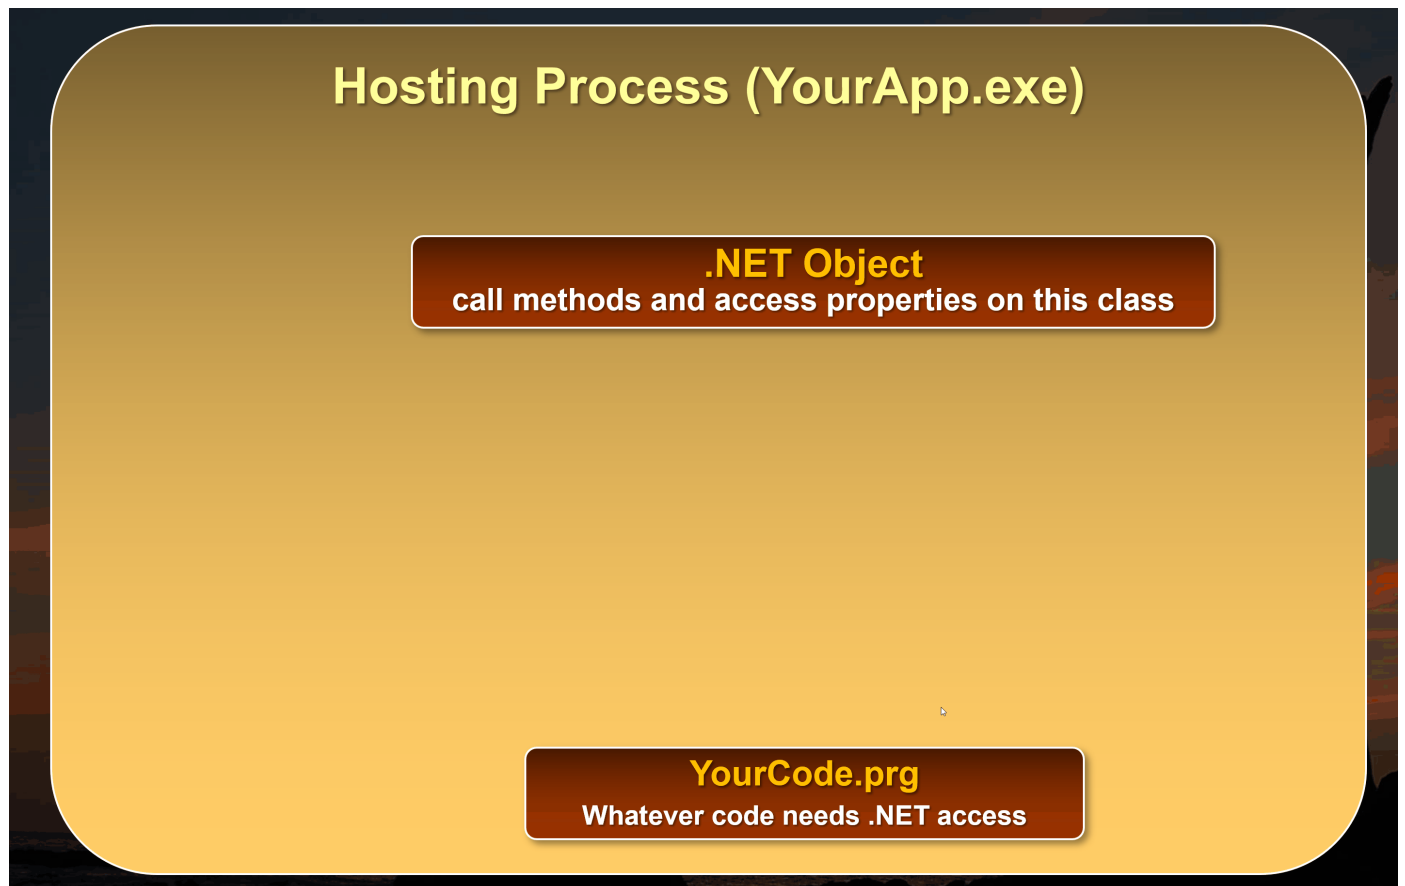 Hosting Process (YourApp.exe)
.NET Object
call methods and access properties on this class
YourCode.prg
Whatever code needs .NET access